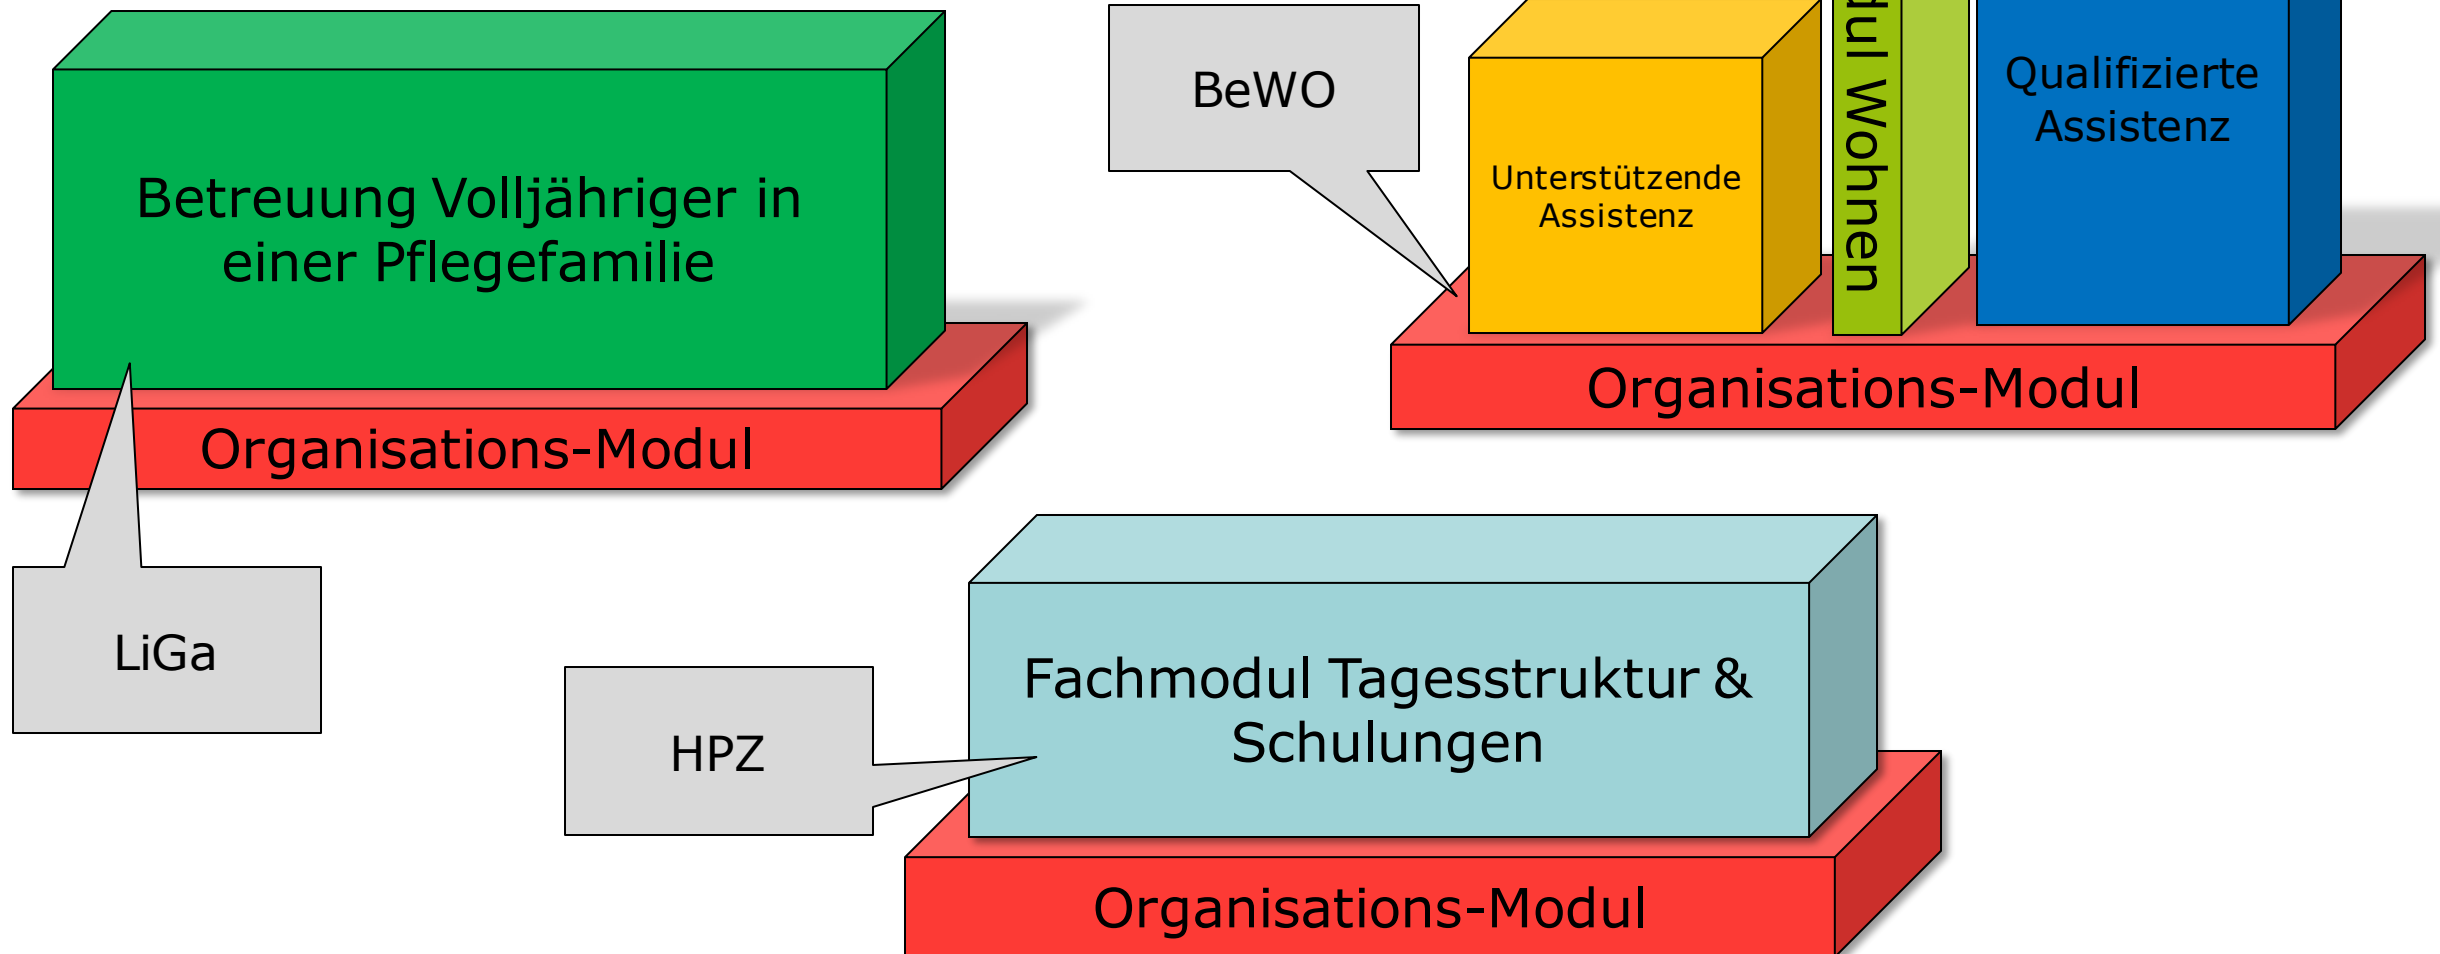 Betreuung Volljähriger in
einer Pflegefamilie
Organisations-Modul
LiGa
BeWO
Unterstützende
Assistenz
Wohnen
Qualifizierte
Assistenz
Organisations-Modul
HPZ
Fachmodul Tagesstruktur &
Schulungen
Organisations-Modul